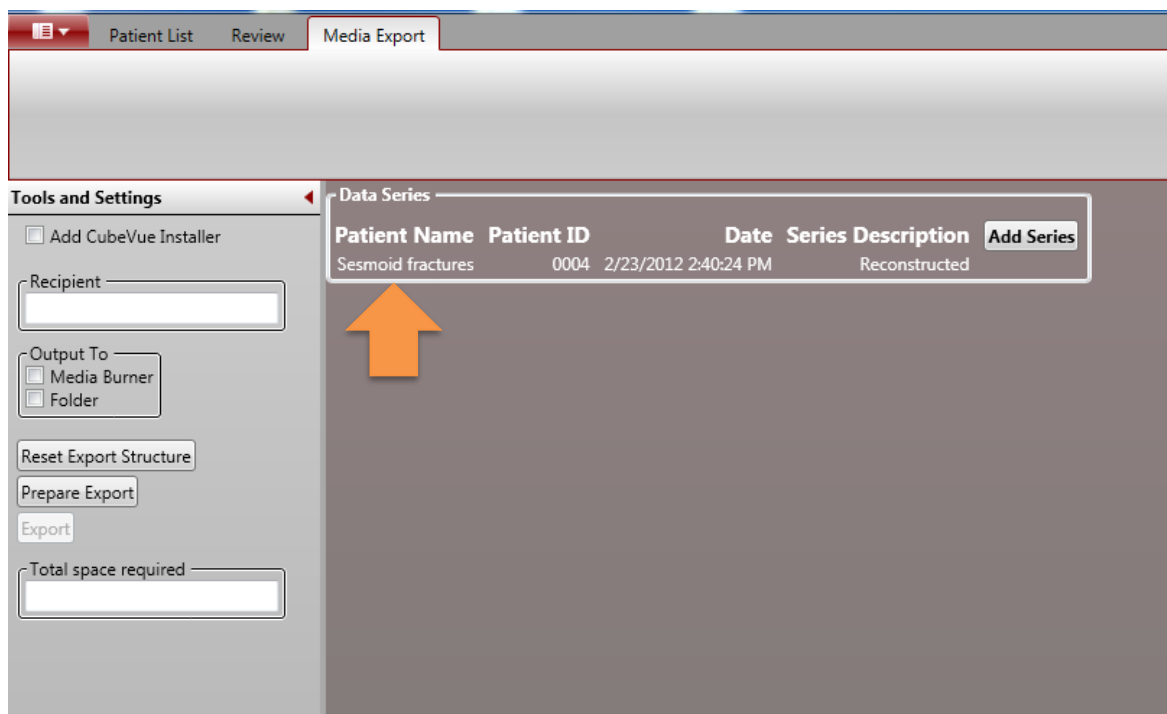 Patient List Review Media Export
Tools and Settings
Add CubeVue Installer
Recipient
Output To
Media Burner
Folder
Reset Export Structure
Prepare Export
Export
Total space required
Data Series
Patient Name Patient ID Date Series Description Add Series
Sesmoid fractures 0004 2/23/2012 2:40:24 PM Reconstructed